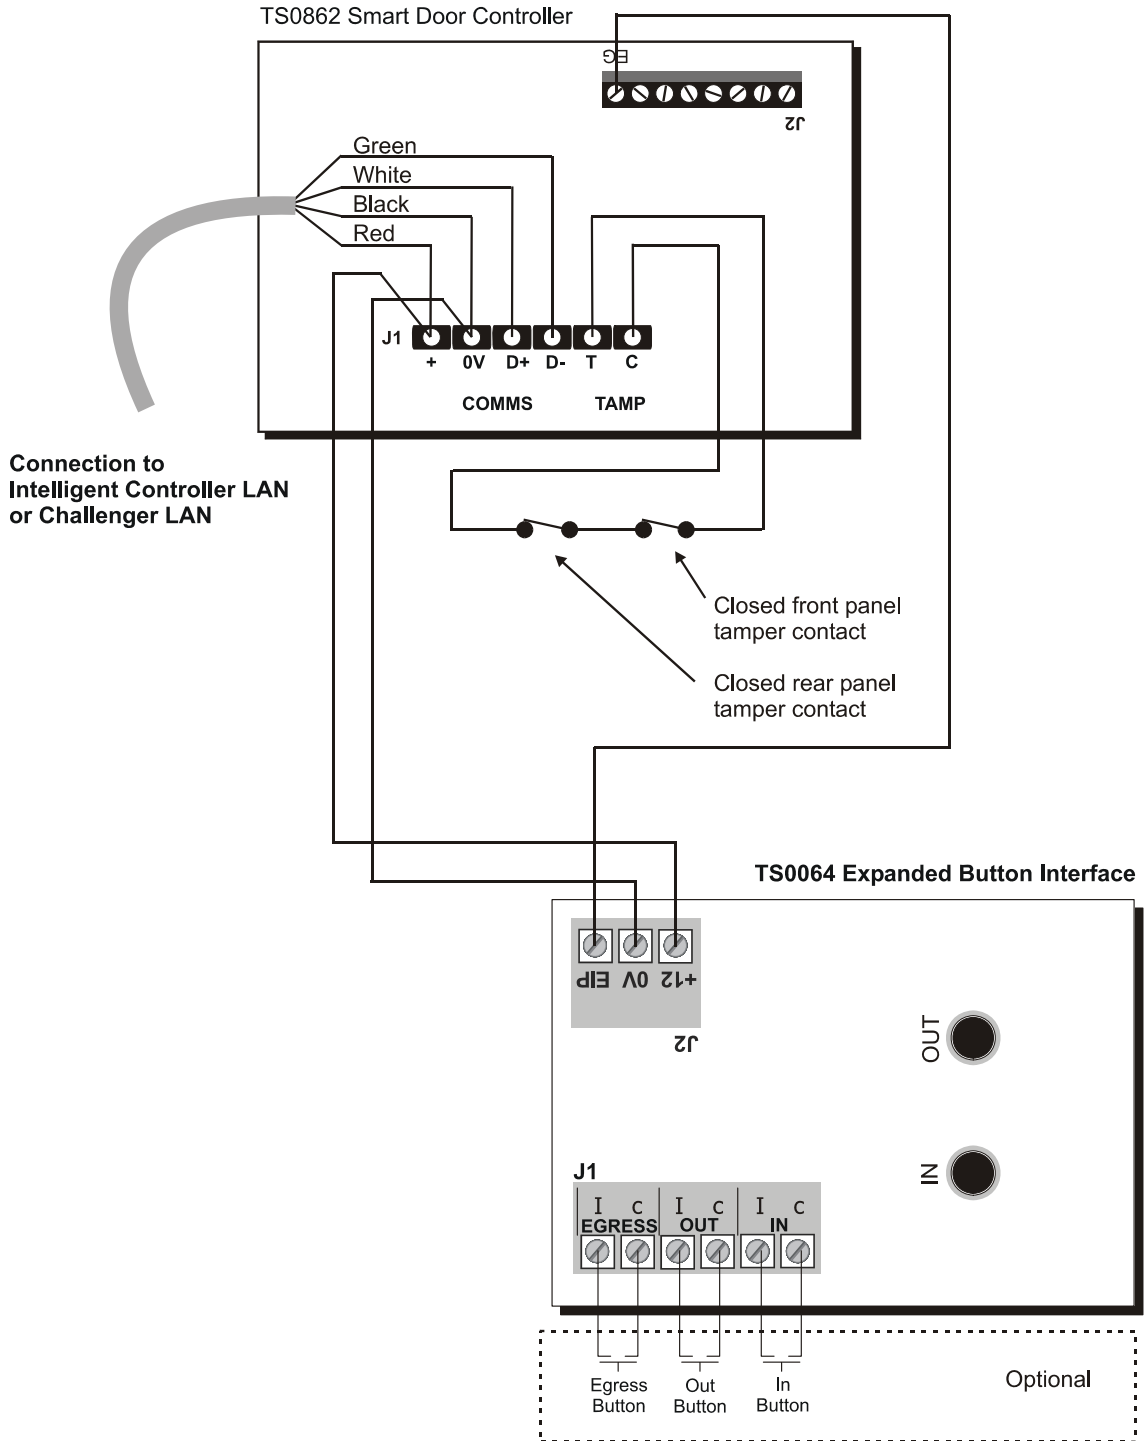 TS0862 Smart Door Controller
EG
J2
Green
White
Black
Red
J1
+ 0V D+ D- T C
COMMS TAMP
Connection to
Intelligent Controller LAN
or Challenger LAN
Closed front panel
tamper contact
Closed rear panel
tamper contact
TS0064 Expanded Button Interface
EIP 0V +12
J2
OUT
IN
J1
I C I C I C
EGRESS OUT IN
Egress
Button
Out
Button
In
Button
Optional